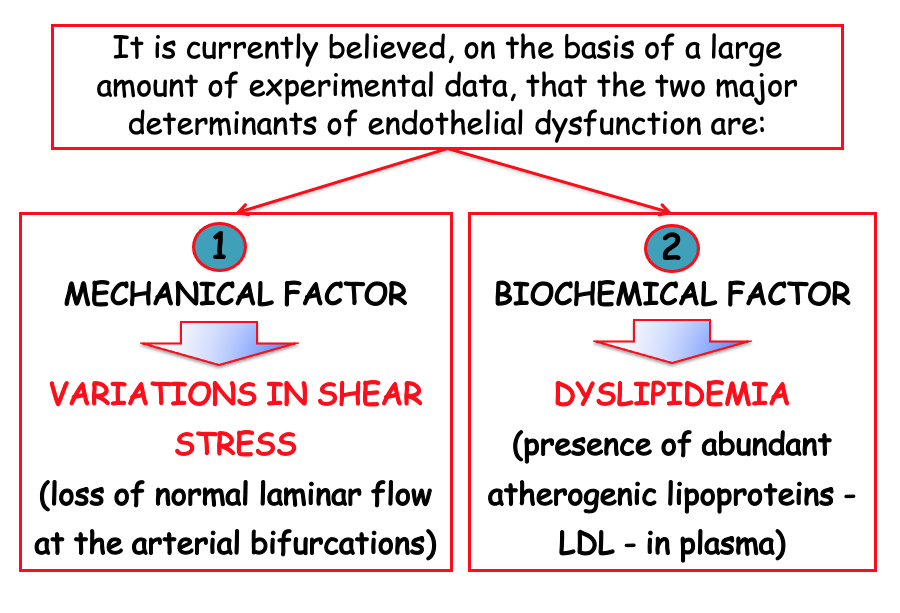 It is currently believed, on the basis of a large
amount of experimental data, that the two major
determinants of endothelial dysfunction are:
1
MECHANICAL FACTOR
VARIATIONS IN SHEAR
STRESS
(loss of normal laminar flow
at the arterial bifurcations)
2
BIOCHEMICAL FACTOR
DYSLIPIDEMIA
(presence of abundant
atherogenic lipoproteins -
LDL - in plasma)